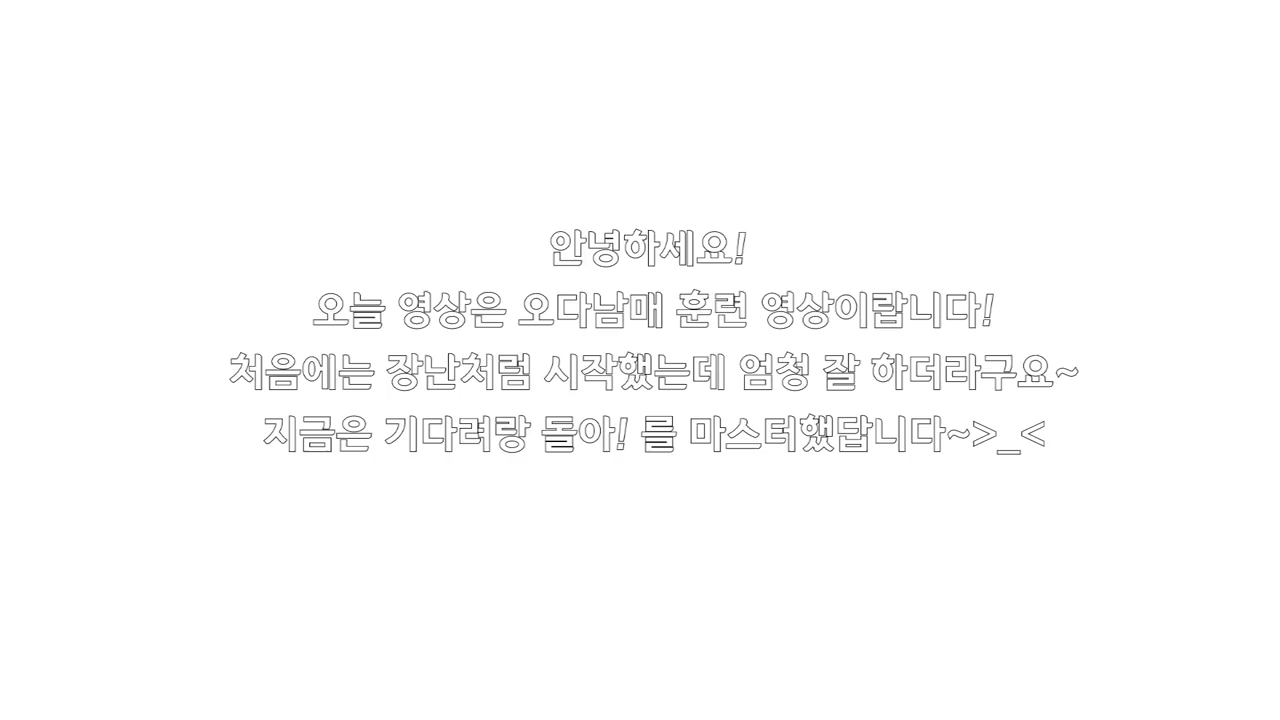 안녕하세요!
오늘 영상은 오다남매 훈련 영상이랍니다!
처음에는 장난처럼 시작했는데 엄청 잘 하더라구요~
지금은 기다려랑 돌아! 를 마스터했답니다~>_<